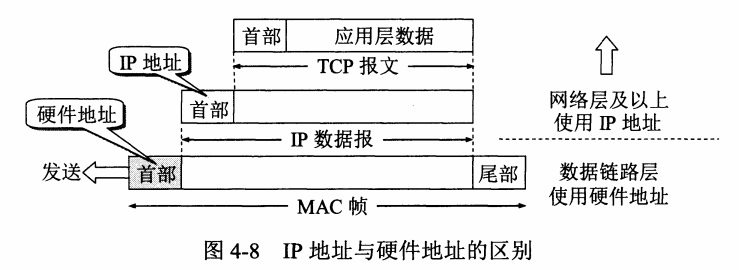 首部 应用层数据
IP 地址
TCP 报文
硬件地址
首部
网络层及以上
使用 IP 地址
IP 数据报
发送 首部 尾部
数据链路层
使用硬件地址
MAC 帧
图 4-8 IP 地址与硬件地址的区别